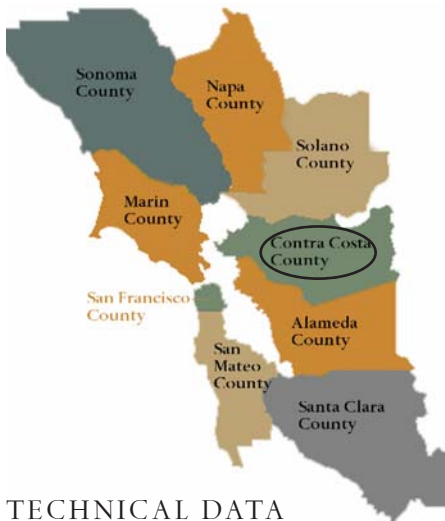 Sonoma
County
Napa
County
Solano
County
Marin
County
Contra Costa
County
San Francisco
County
Alameda
County
San
Mateo
County
Santa Clara
County
TECHNICAL DATA